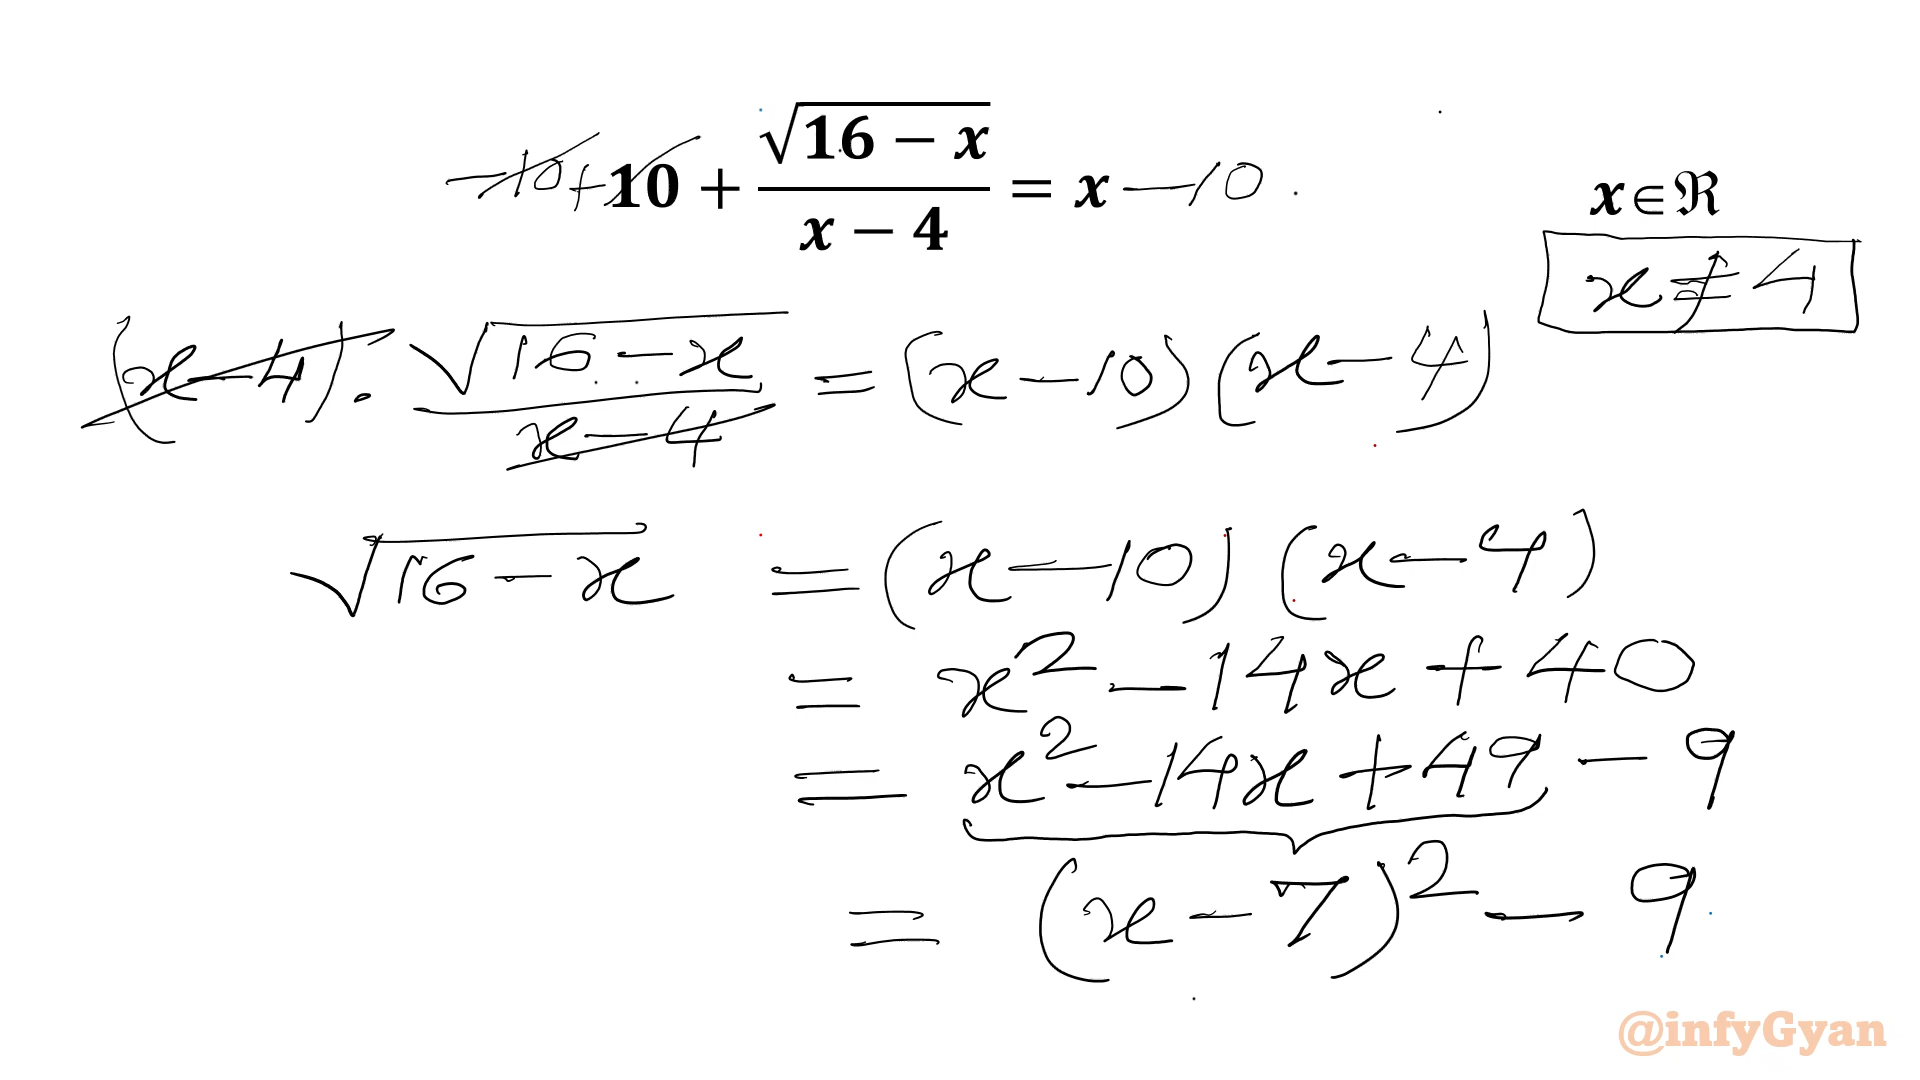 -10+10 + √(16 − x)/(x − 4) = x -10
x∈ℜ
x ≠ 4
(x-4) . √(16-x)/(x-4) = (x-10)(x-4)
√(16-x) = (x-10)(x-4)
= x² - 14x + 40
= x² - 14x + 49 - 9
= (x-7)² - 9
@infyGyan